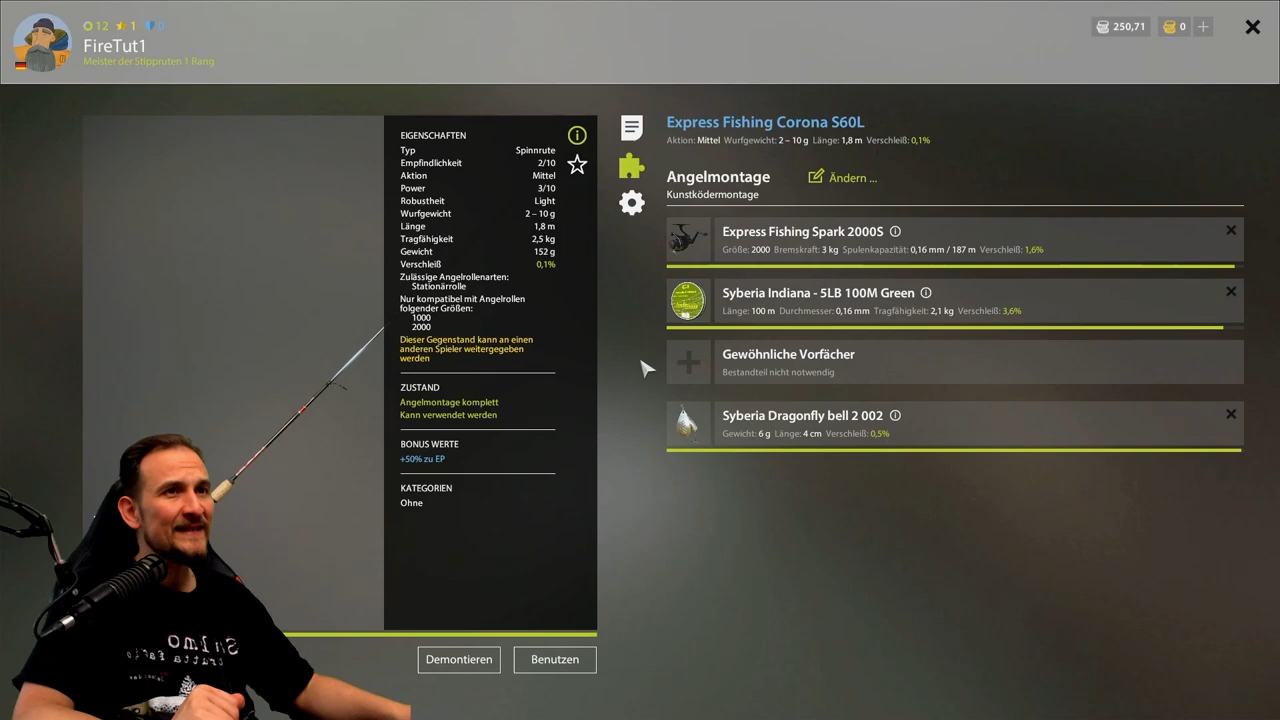 12 1 0
FireTut1
Meister der Stippruten 1 Rang
250,71
0
EIGENSCHAFTEN
Typ Spinnrute
Empfindlichkeit 2/10
Aktion Mittel
Power 3/10
Robustheit Light
Wurfgewicht 2 – 10 g
Länge 1,8 m
Tragfähigkeit 2,5 kg
Gewicht 152 g
Verschleiß 0,1%
Zulässige Angelrollenarten:
Stationärrolle
Nur kompatibel mit Angelrollen
folgender Größen:
1000
2000
Dieser Gegenstand kann an einen
anderen Spieler weitergegeben
werden
ZUSTAND
Angelmontage komplett
Kann verwendet werden
BONUS WERTE
+50% zu EP
KATEGORIEN
Ohne
Demontieren
Benutzen
Express Fishing Corona S60L
Aktion: Mittel Wurfgewicht: 2 – 10 g Länge: 1,8 m Verschleiß: 0,1%
Angelmontage
Ändern ...
Kunstködermontage
Express Fishing Spark 2000S
Größe: 2000 Bremskraft: 3 kg Spulenkapazität: 0,16 mm / 187 m Verschleiß: 1,6%
Syberia Indiana - 5LB 100M Green
Länge: 100 m Durchmesser: 0,16 mm Tragfähigkeit: 2,1 kg Verschleiß: 3,6%
Gewöhnliche Vorfächer
Bestandteil nicht notwendig
Syberia Dragonfly bell 2 002
Gewicht: 6 g Länge: 4 cm Verschleiß: 0,5%